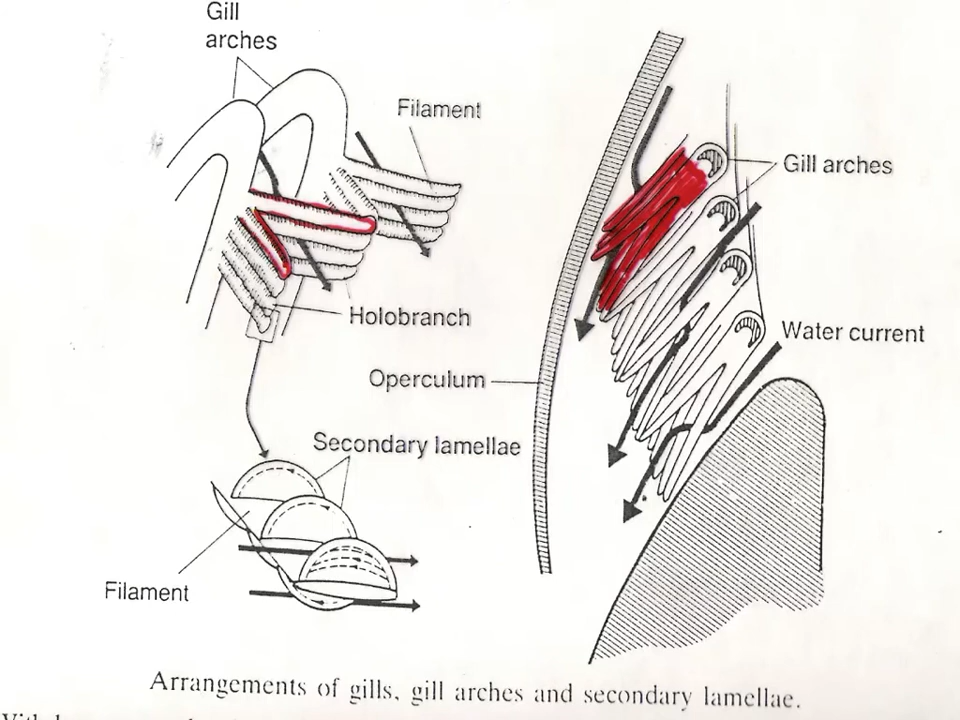 Gill
arches
Filament
Gill arches
Holobranch
Water current
Operculum
Secondary lamellae
Filament
Arrangements of gills, gill arches and secondary lamellae.